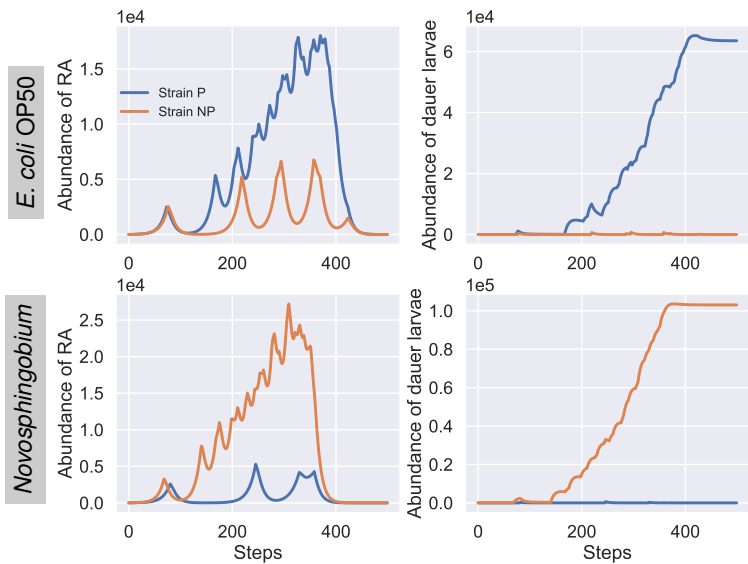 E. coli OP50
Abundance of RA
1e4
1.5
1.0
0.5
0.0
Strain P
Strain NP
0
200
400
Abundance of dauer larvae
1e4
6
4
2
0
0
200
400
Novosphingobium
Abundance of RA
1e4
2.5
2.0
1.5
1.0
0.5
0.0
0
200
400
Steps
Abundance of dauer larvae
1e5
1.0
0.8
0.6
0.4
0.2
0.0
0
200
400
Steps